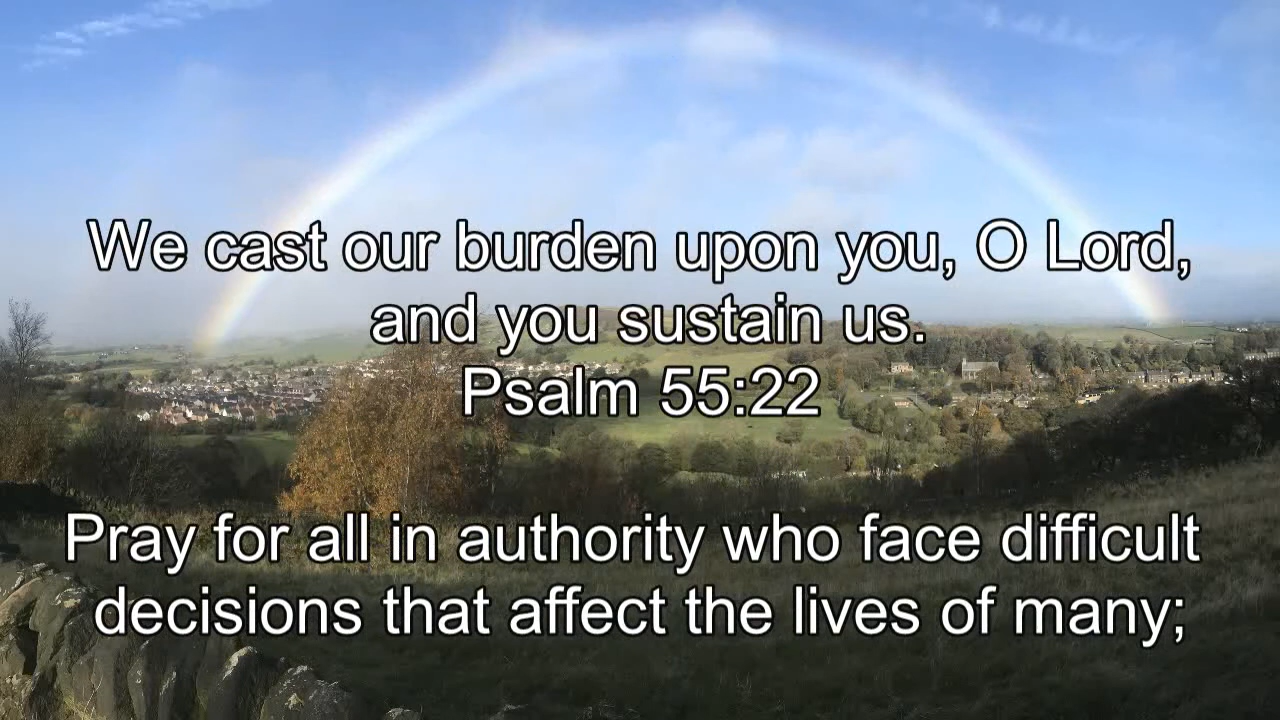 We cast our burden upon you, O Lord,
and you sustain us.
Psalm 55:22
Pray for all in authority who face difficult
decisions that affect the lives of many;